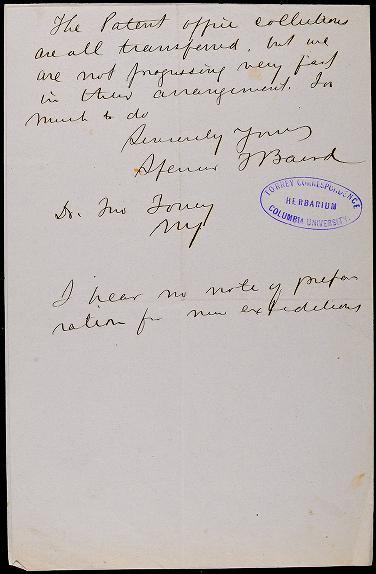 The Patent office collections
are all transferred. but we
are not progressing very fast
in their arrangement. So
much to do
Sincerely Yours
Spencer F Baird
Dr. Jno Torrey
NY
TORREY CORRESPONDENCE
HERBARIUM
COLUMBIA UNIVERSITY.
I hear no note of prepa
ration for new expeditions